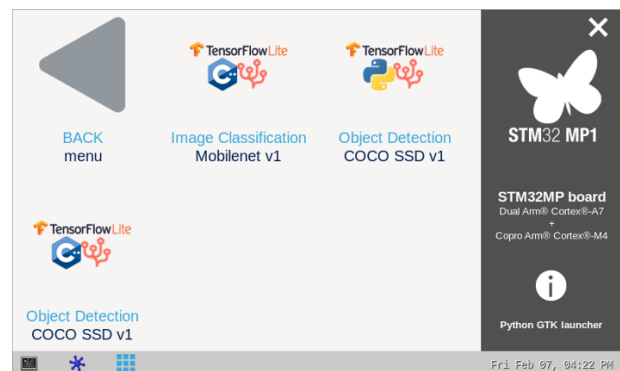 TensorFlowLite
TensorFlowLite
BACK
menu
Image Classification
Mobilenet v1
Object Detection
COCO SSD v1
TensorFlowLite
Object Detection
COCO SSD v1
STM32 MP1
STM32MP board
Dual Arm® Cortex®-A7
+
Copro Arm® Cortex®-M4
i
Python GTK launcher
Fri Feb 07, 04:22 PM